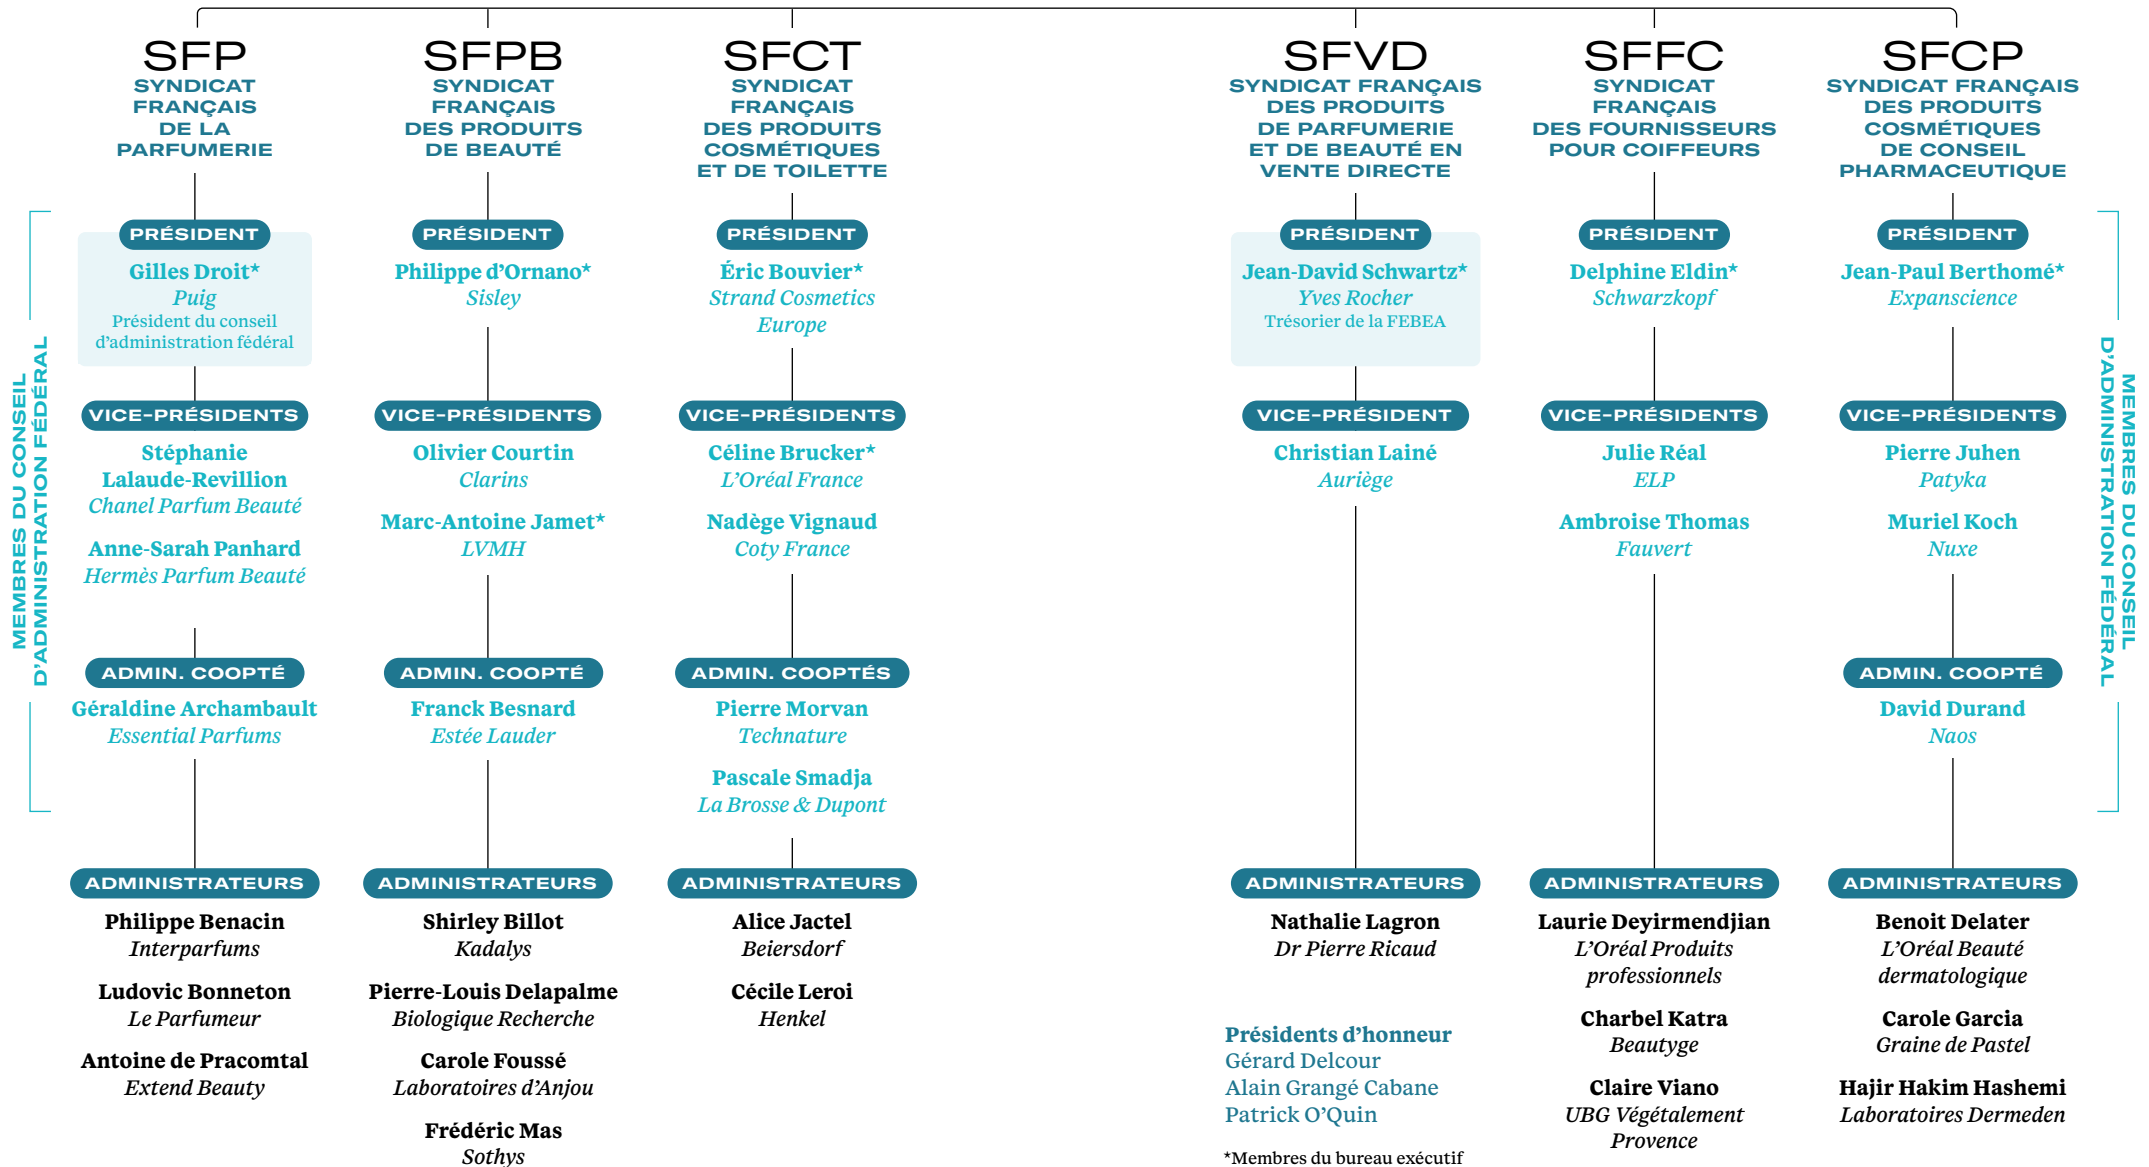 SFP
SYNDICAT
FRANÇAIS
DE LA
PARFUMERIE
PRÉSIDENT
Gilles Droit*
Puig
Président du conseil
d’administration fédéral
VICE-PRÉSIDENTS
Stéphanie
Lalaude-Revillion
Chanel Parfum Beauté
Anne-Sarah Panhard
Hermès Parfum Beauté
ADMIN. COOPTÉ
Géraldine Archambault
Essential Parfums
ADMINISTRATEURS
Philippe Benacin
Interparfums
Ludovic Bonneton
Le Parfumeur
Antoine de Pracomtal
Extend Beauty
SFPB
SYNDICAT
FRANÇAIS
DES PRODUITS
DE BEAUTÉ
PRÉSIDENT
Philippe d’Ornano*
Sisley
VICE-PRÉSIDENTS
Olivier Courtin
Clarins
Marc-Antoine Jamet*
LVMH
ADMIN. COOPTÉ
Franck Besnard
Estée Lauder
ADMINISTRATEURS
Shirley Billot
Kadalys
Pierre-Louis Delapalme
Biologique Recherche
Carole Foussé
Laboratoires d’Anjou
Frédéric Mas
Sothys
SFCT
SYNDICAT
FRANÇAIS
DES PRODUITS
COSMÉTIQUES
ET DE TOILETTE
PRÉSIDENT
Éric Bouvier*
Strand Cosmetics
Europe
VICE-PRÉSIDENTS
Céline Brucker*
L’Oréal France
Nadège Vignaud
Coty France
ADMIN. COOPTÉS
Pierre Morvan
Technature
Pascale Smadja
La Brosse & Dupont
ADMINISTRATEURS
Alice Jactel
Beiersdorf
Cécile Leroi
Henkel
SFVD
SYNDICAT FRANÇAIS
DES PRODUITS
DE PARFUMERIE
ET DE BEAUTÉ EN
VENTE DIRECTE
PRÉSIDENT
Jean-David Schwartz*
Yves Rocher
Trésorier de la FEBEA
VICE-PRÉSIDENT
Christian Lainé
Auriège
ADMINISTRATEURS
Nathalie Lagron
Dr Pierre Ricaud
Présidents d’honneur
Gérard Delcour
Alain Grangé Cabane
Patrick O’Quin
*Membres du bureau exécutif
SFFC
SYNDICAT
FRANÇAIS
DES FOURNISSEURS
POUR COIFFEURS
PRÉSIDENT
Delphine Eldin*
Schwarzkopf
VICE-PRÉSIDENTS
Julie Réal
ELP
Ambroise Thomas
Fauvert
ADMINISTRATEURS
Laurie Deyirmendjian
L’Oréal Produits
professionnels
Charbel Katra
Beautyge
Claire Viano
UBG Végétalement
Provence
SFCP
SYNDICAT FRANÇAIS
DES PRODUITS
COSMÉTIQUES
DE CONSEIL
PHARMACEUTIQUE
PRÉSIDENT
Jean-Paul Berthomé*
Expanscience
VICE-PRÉSIDENTS
Pierre Juhen
Patyka
Muriel Koch
Nuxe
ADMIN. COOPTÉ
David Durand
Naos
ADMINISTRATEURS
Benoit Delater
L’Oréal Beauté
dermatologique
Carole Garcia
Graine de Pastel
Hajir Hakim Hashemi
Laboratoires Dermeden
MEMBRES DU CONSEIL
D’ADMINISTRATION FÉDÉRAL
MEMBRES DU CONSEIL
D’ADMINISTRATION FÉDÉRAL